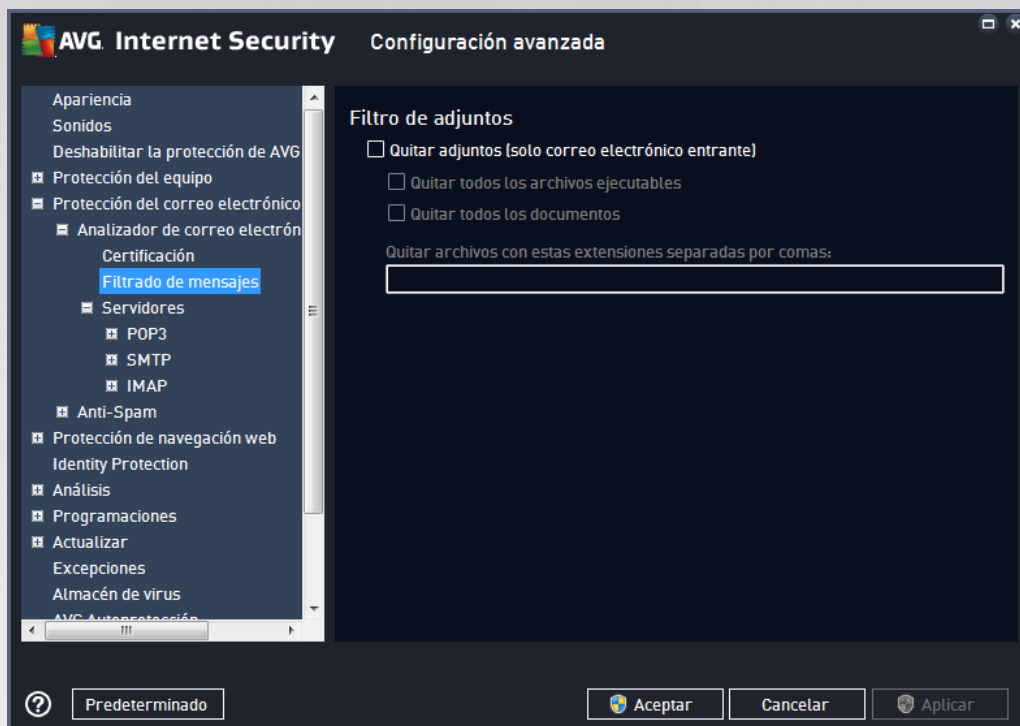 AVG Internet Security Configuración avanzada
Apariencia
Sonidos
Deshabilitar la protección de AVG
Protección del equipo
Protección del correo electrónico
Analizador de correo electrón
Certificación
Filtrado de mensajes
Servidores
POP3
SMTP
IMAP
Anti-Spam
Protección de navegación web
Identity Protection
Análisis
Programaciones
Actualizar
Excepciones
Almacén de virus
AVG Autoprotección
Filtro de adjuntos
Quitar adjuntos (solo correo electrónico entrante)
Quitar todos los archivos ejecutables
Quitar todos los documentos
Quitar archivos con estas extensiones separadas por comas:
? Predeterminado Aceptar Cancelar Aplicar